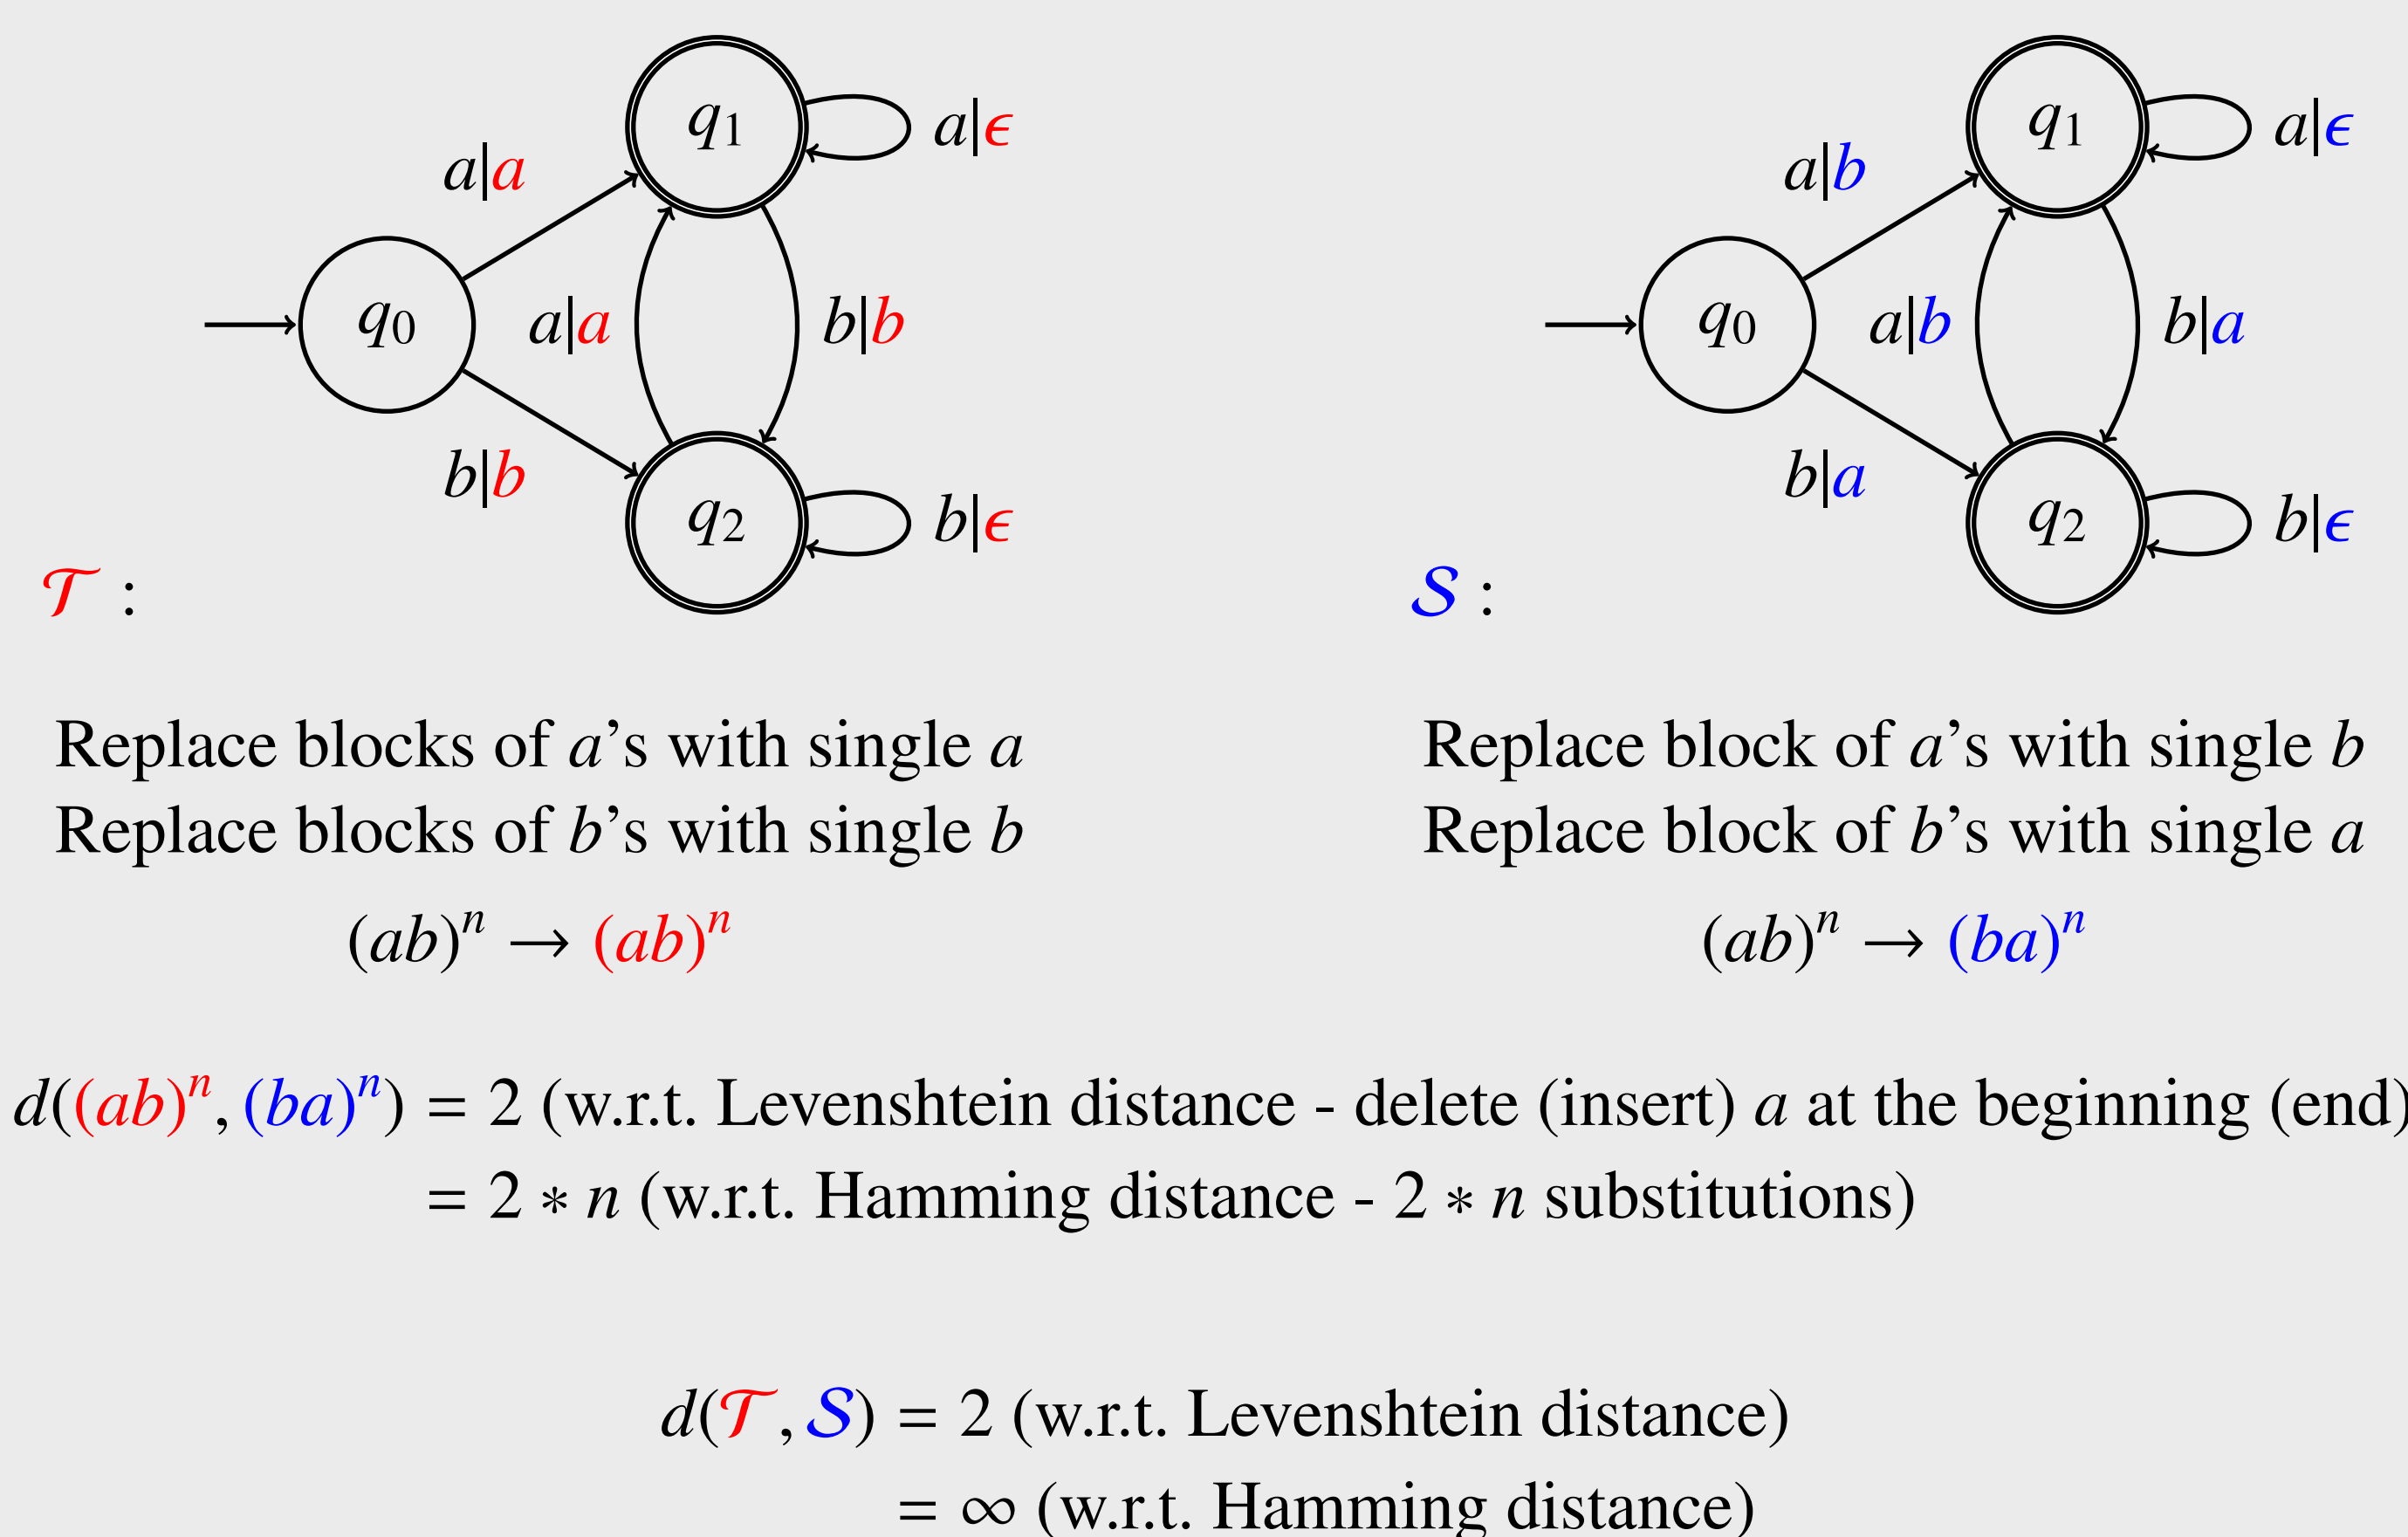 q1 a|ϵ q1 a|ϵ
a|a a|b
q0 a|a b|b q0 a|b b|a
b|b b|a
q2 b|ϵ q2 b|ϵ
𝒯 : 𝒮 :
Replace blocks of a's with single a
Replace blocks of b's with single b
(ab)^n → (ab)^n
Replace block of a's with single b
Replace block of b's with single a
(ab)^n → (ba)^n
d((ab)^n, (ba)^n) = 2 (w.r.t. Levenshtein distance - delete (insert) a at the beginning (end)
= 2 * n (w.r.t. Hamming distance - 2 * n substitutions)
d(𝒯, 𝒮) = 2 (w.r.t. Levenshtein distance)
= ∞ (w.r.t. Hamming distance)